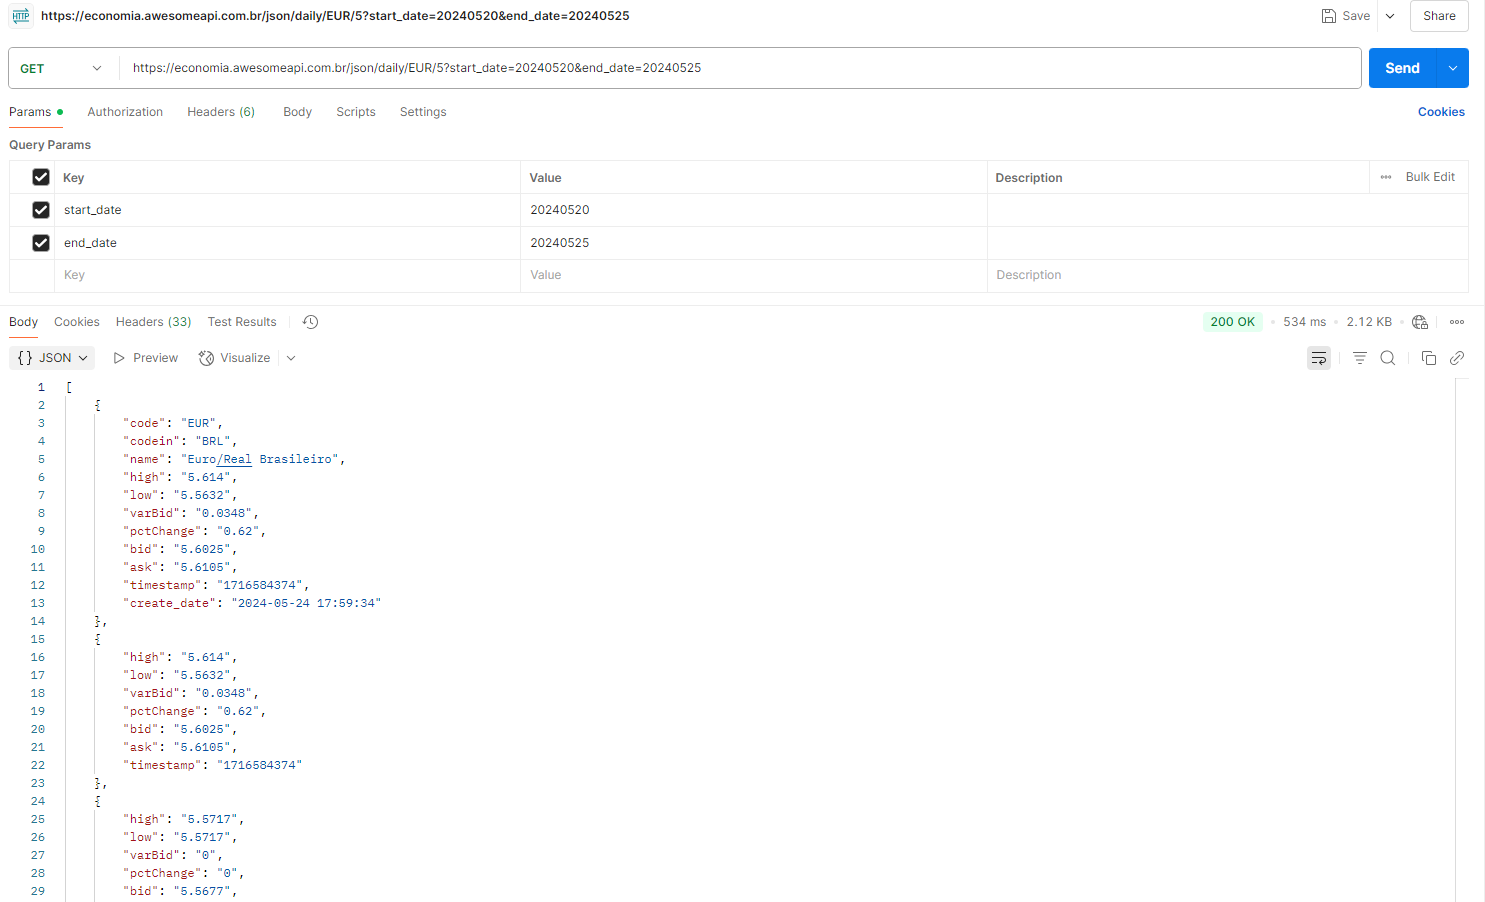 HTTP https://economia.awesomeapi.com.br/json/daily/EUR/5?start_date=20240520&end_date=20240525 Save Share
GET https://economia.awesomeapi.com.br/json/daily/EUR/5?start_date=20240520&end_date=20240525 Send
Params Authorization Headers (6) Body Scripts Settings Cookies
Query Params
Key Value Description Bulk Edit
start_date 20240520
end_date 20240525
Key Value Description
Body Cookies Headers (33) Test Results 200 OK 534 ms 2.12 KB
{} JSON Preview Visualize
1 [
2 {
3 "code": "EUR",
4 "codein": "BRL",
5 "name": "Euro/Real Brasileiro",
6 "high": "5.614",
7 "low": "5.5632",
8 "varBid": "0.0348",
9 "pctChange": "0.62",
10 "bid": "5.6025",
11 "ask": "5.6105",
12 "timestamp": "1716584374",
13 "create_date": "2024-05-24 17:59:34"
14 },
15 {
16 "high": "5.614",
17 "low": "5.5632",
18 "varBid": "0.0348",
19 "pctChange": "0.62",
20 "bid": "5.6025",
21 "ask": "5.6105",
22 "timestamp": "1716584374"
23 },
24 {
25 "high": "5.5717",
26 "low": "5.5717",
27 "varBid": "0",
28 "pctChange": "0",
29 "bid": "5.5677",